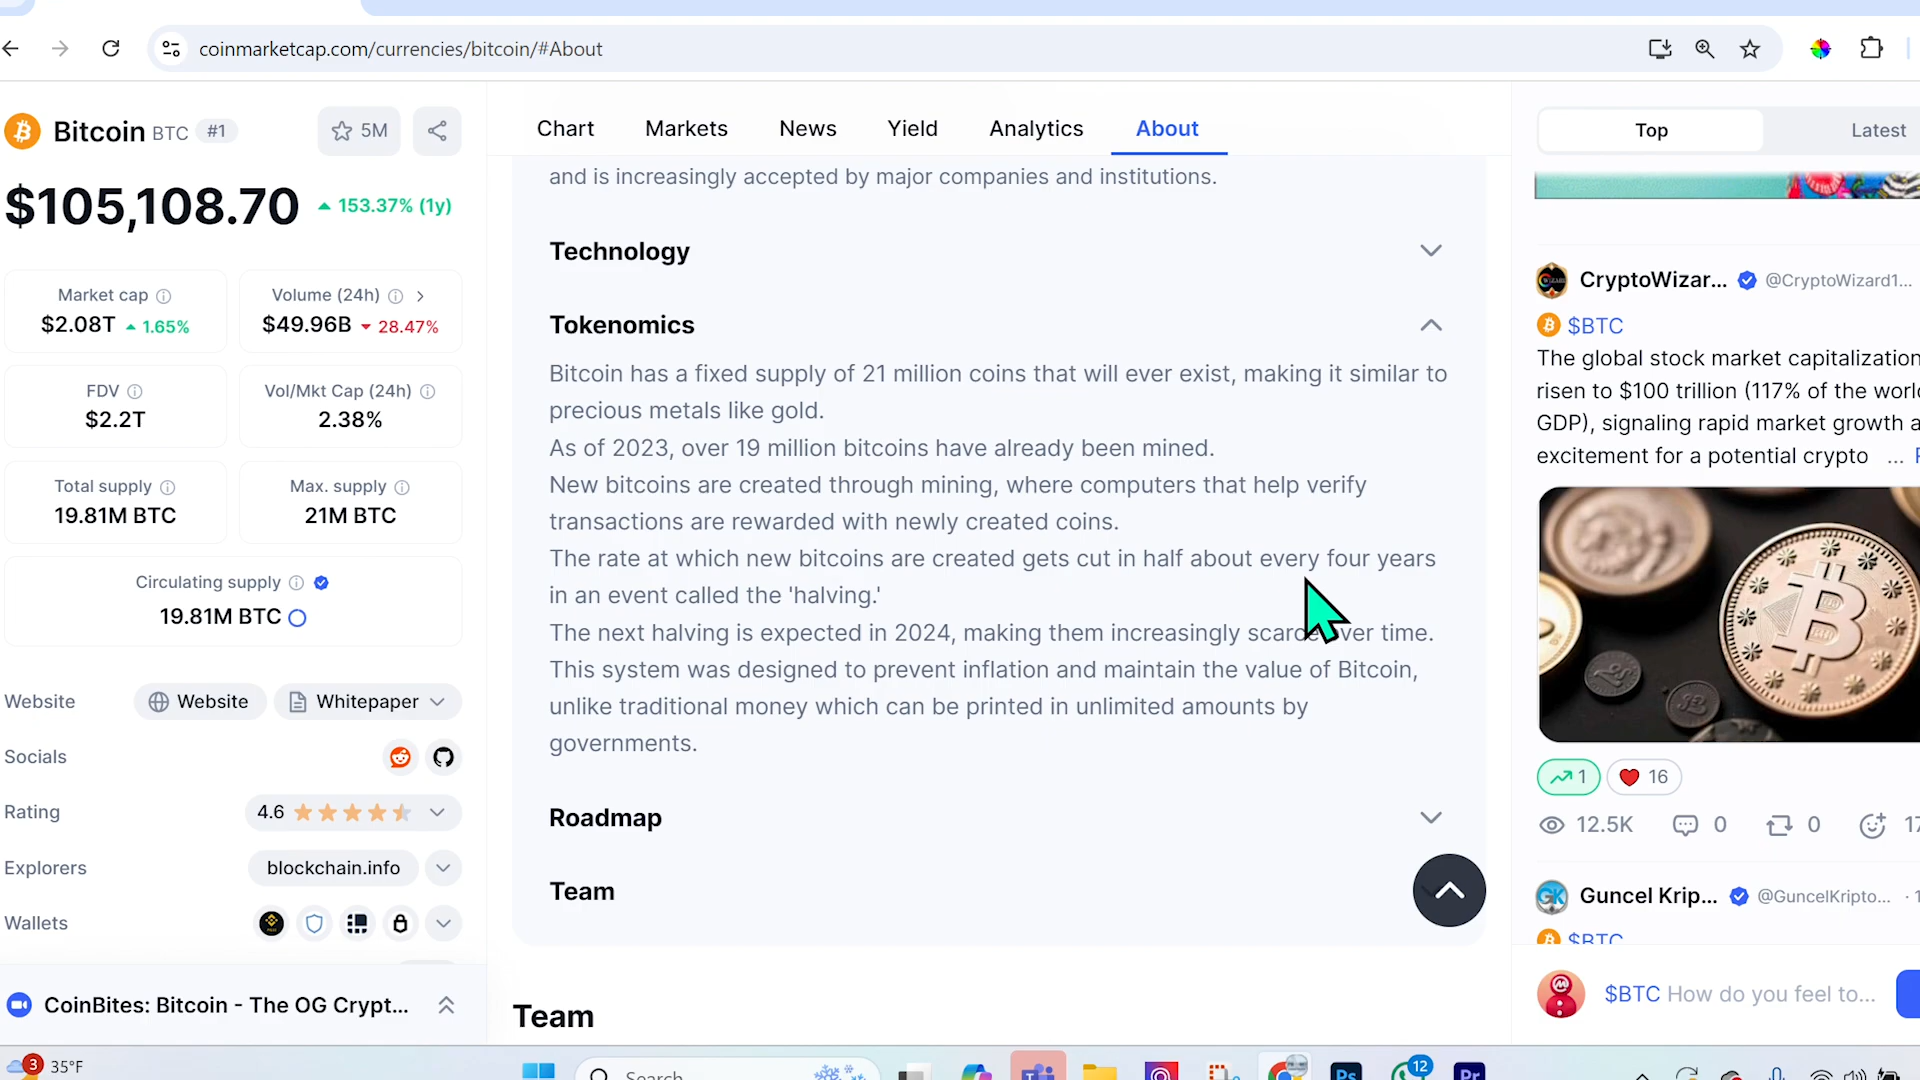 coinmarketcap.com/currencies/bitcoin/#About
Bitcoin BTC #1
5M
$105,108.70 153.37% (1y)
Market cap
$2.08T 1.65%
Volume (24h)
$49.96B 28.47%
FDV
$2.2T
Vol/Mkt Cap (24h)
2.38%
Total supply
19.81M BTC
Max. supply
21M BTC
Circulating supply
19.81M BTC
Website Website Whitepaper
Socials
Rating 4.6
Explorers blockchain.info
Wallets
CoinBites: Bitcoin - The OG Crypt...
Chart Markets News Yield Analytics About
and is increasingly accepted by major companies and institutions.
Technology
Tokenomics
Bitcoin has a fixed supply of 21 million coins that will ever exist, making it similar to
precious metals like gold.
As of 2023, over 19 million bitcoins have already been mined.
New bitcoins are created through mining, where computers that help verify
transactions are rewarded with newly created coins.
The rate at which new bitcoins are created gets cut in half about every four years
in an event called the 'halving.'
The next halving is expected in 2024, making them increasingly scarce over time.
This system was designed to prevent inflation and maintain the value of Bitcoin,
unlike traditional money which can be printed in unlimited amounts by
governments.
Roadmap
Team
Team
Top Latest
CryptoWizar... @CryptoWizard1...
$BTC
The global stock market capitalization
risen to $100 trillion (117% of the
GDP), signaling rapid market growth
excitement for a potential crypto ...
1 16
12.5K 0 0
Guncel Krip... @GuncelKripto...
$BTC
$BTC How do you feel to...
3 35°F
Search
Ps 12 Pr